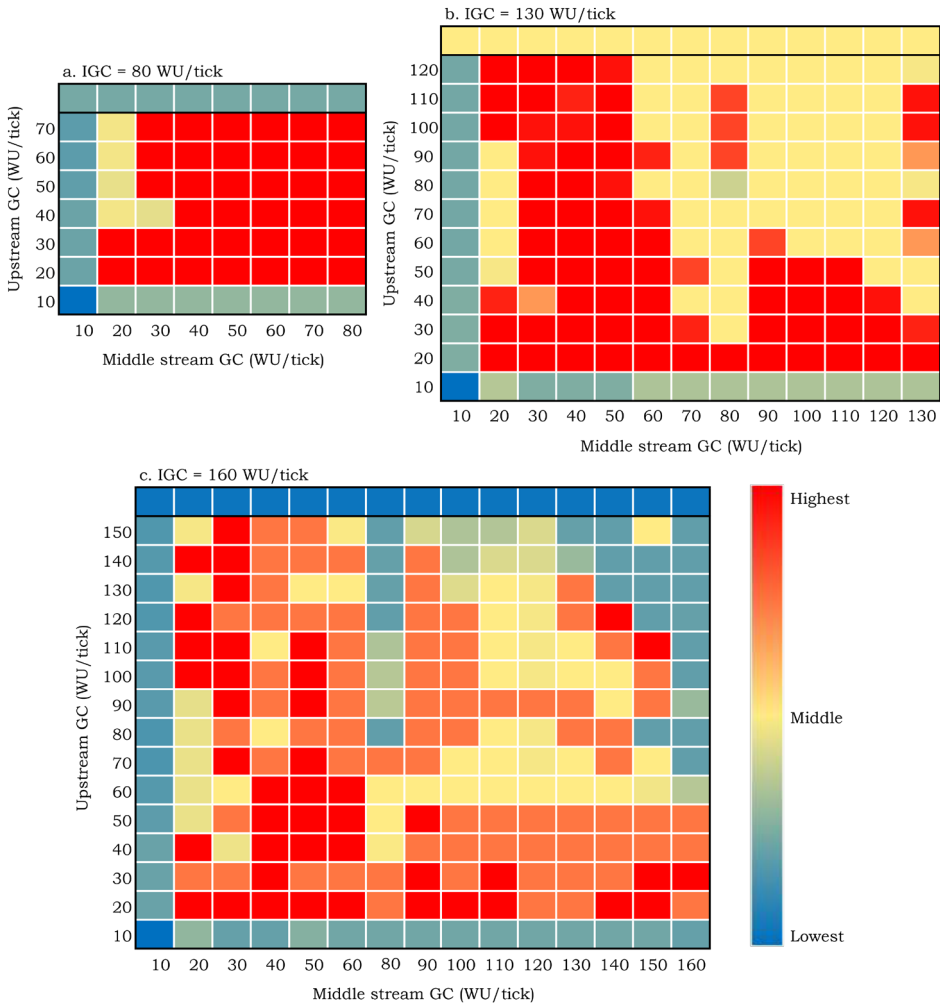 a. IGC = 80 WU/tick
Upstream GC (WU/tick)
70
60
50
40
30
20
10
10 20 30 40 50 60 70 80
Middle stream GC (WU/tick)
b. IGC = 130 WU/tick
Upstream GC (WU/tick)
120
110
100
90
80
70
60
50
40
30
20
10
10 20 30 40 50 60 70 80 90 100 110 120 130
Middle stream GC (WU/tick)
c. IGC = 160 WU/tick
Upstream GC (WU/tick)
150
140
130
120
110
100
90
80
70
60
50
40
30
20
10
10 20 30 40 50 60 80 90 100 110 120 130 140 150 160
Middle stream GC (WU/tick)
Highest
Middle
Lowest